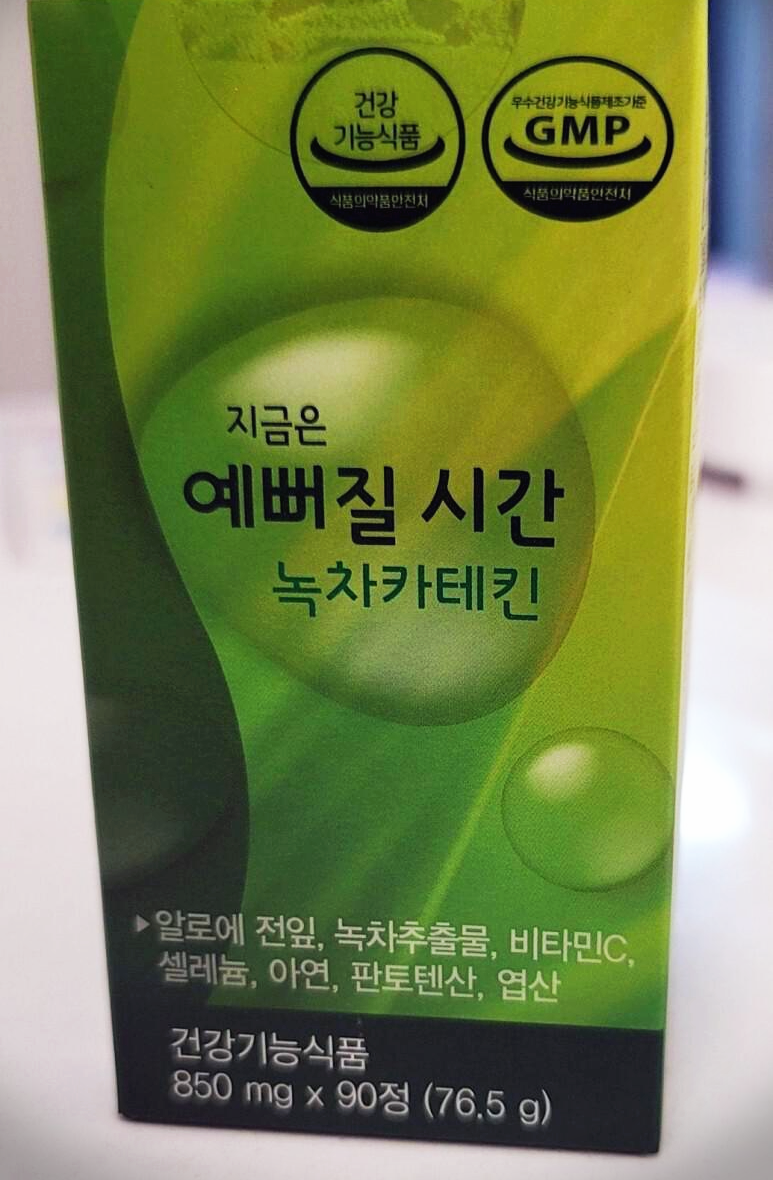 건강
기능식품
식품의약품안전처
우수건강기능식품제조기준
GMP
식품의약품안전처
지금은
예뻐질 시간
녹차카테킨
▶알로에 전잎, 녹차추출물, 비타민C,
셀레늄, 아연, 판토텐산, 엽산
건강기능식품
850 mg x 90정 (76.5 g)